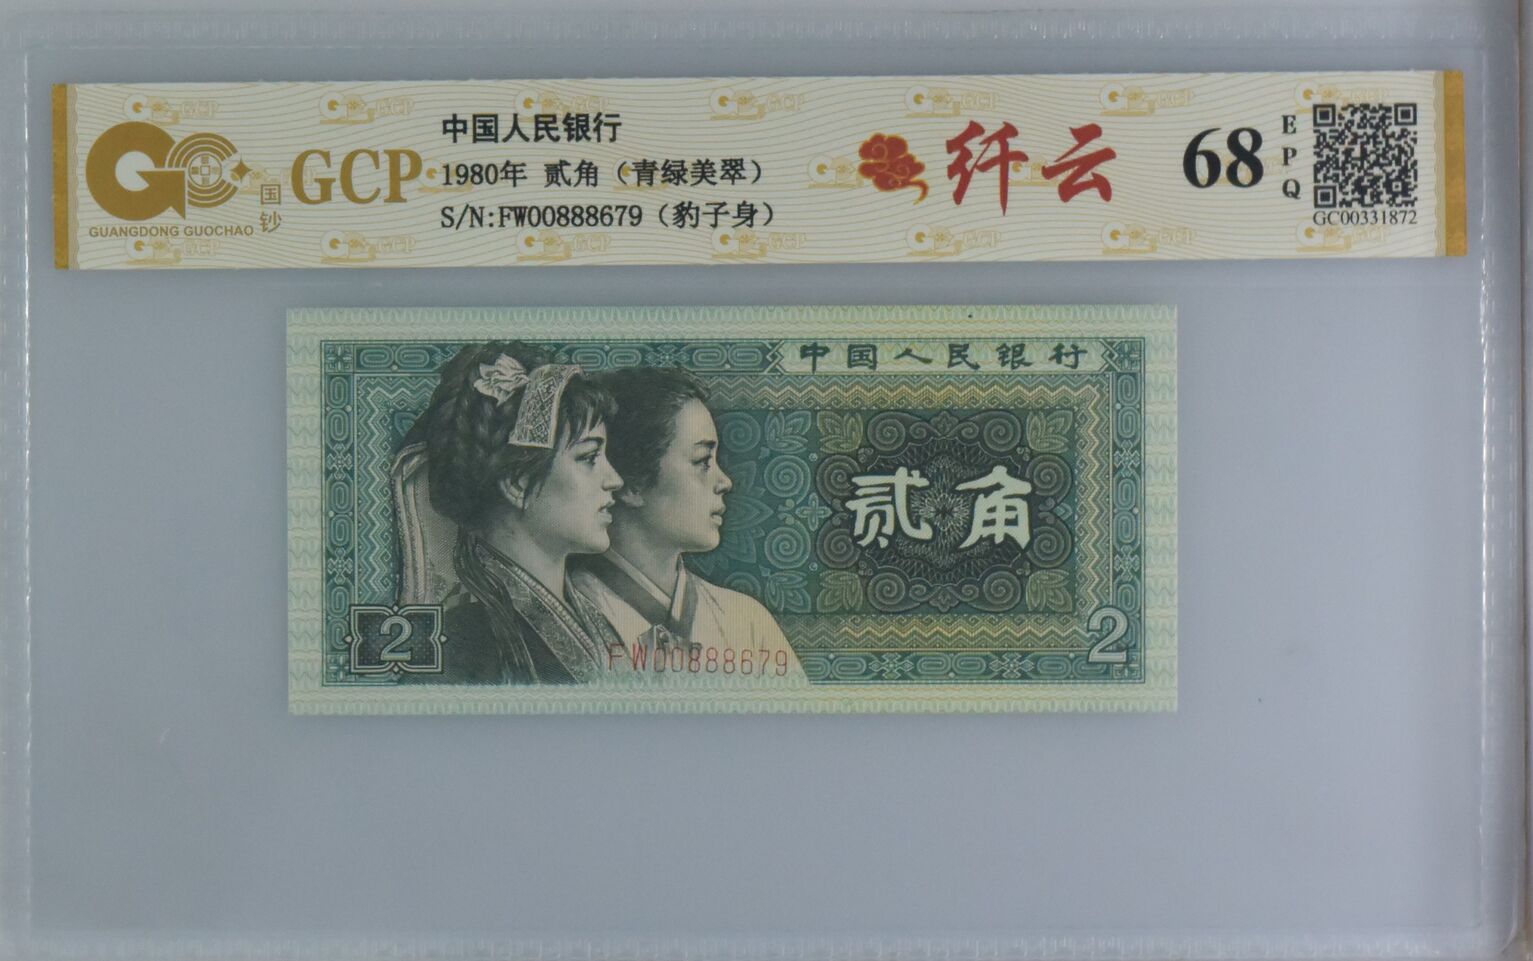 GCP
国钞
GUANGDONG GUOCHAO
中国人民银行
1980年 贰角（青绿美翠）
S/N:FW00888679（豹子身）
纤云
68
EPQ
GC00331872
中国人民银行
贰角
2
2
FW00888679